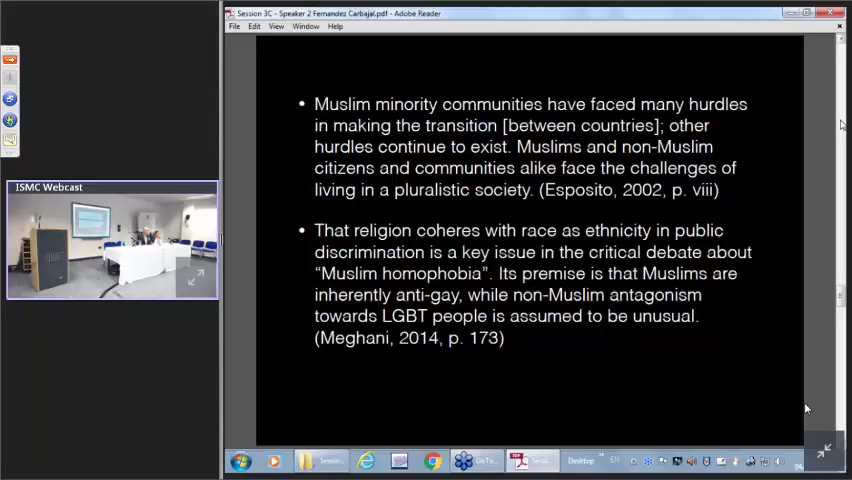 Session 3C - Speaker 2 Fernandez Carbajal.pdf - Adobe Reader
File Edit View Window Help
ISMC Webcast
• Muslim minority communities have faced many hurdles
in making the transition [between countries]; other
hurdles continue to exist. Muslims and non-Muslim
citizens and communities alike face the challenges of
living in a pluralistic society. (Esposito, 2002, p. viii)
• That religion coheres with race as ethnicity in public
discrimination is a key issue in the critical debate about
“Muslim homophobia”. Its premise is that Muslims are
inherently anti-gay, while non-Muslim antagonism
towards LGBT people is assumed to be unusual.
(Meghani, 2014, p. 173)
Sessio... GoTo... Sessio... Desktop » EN